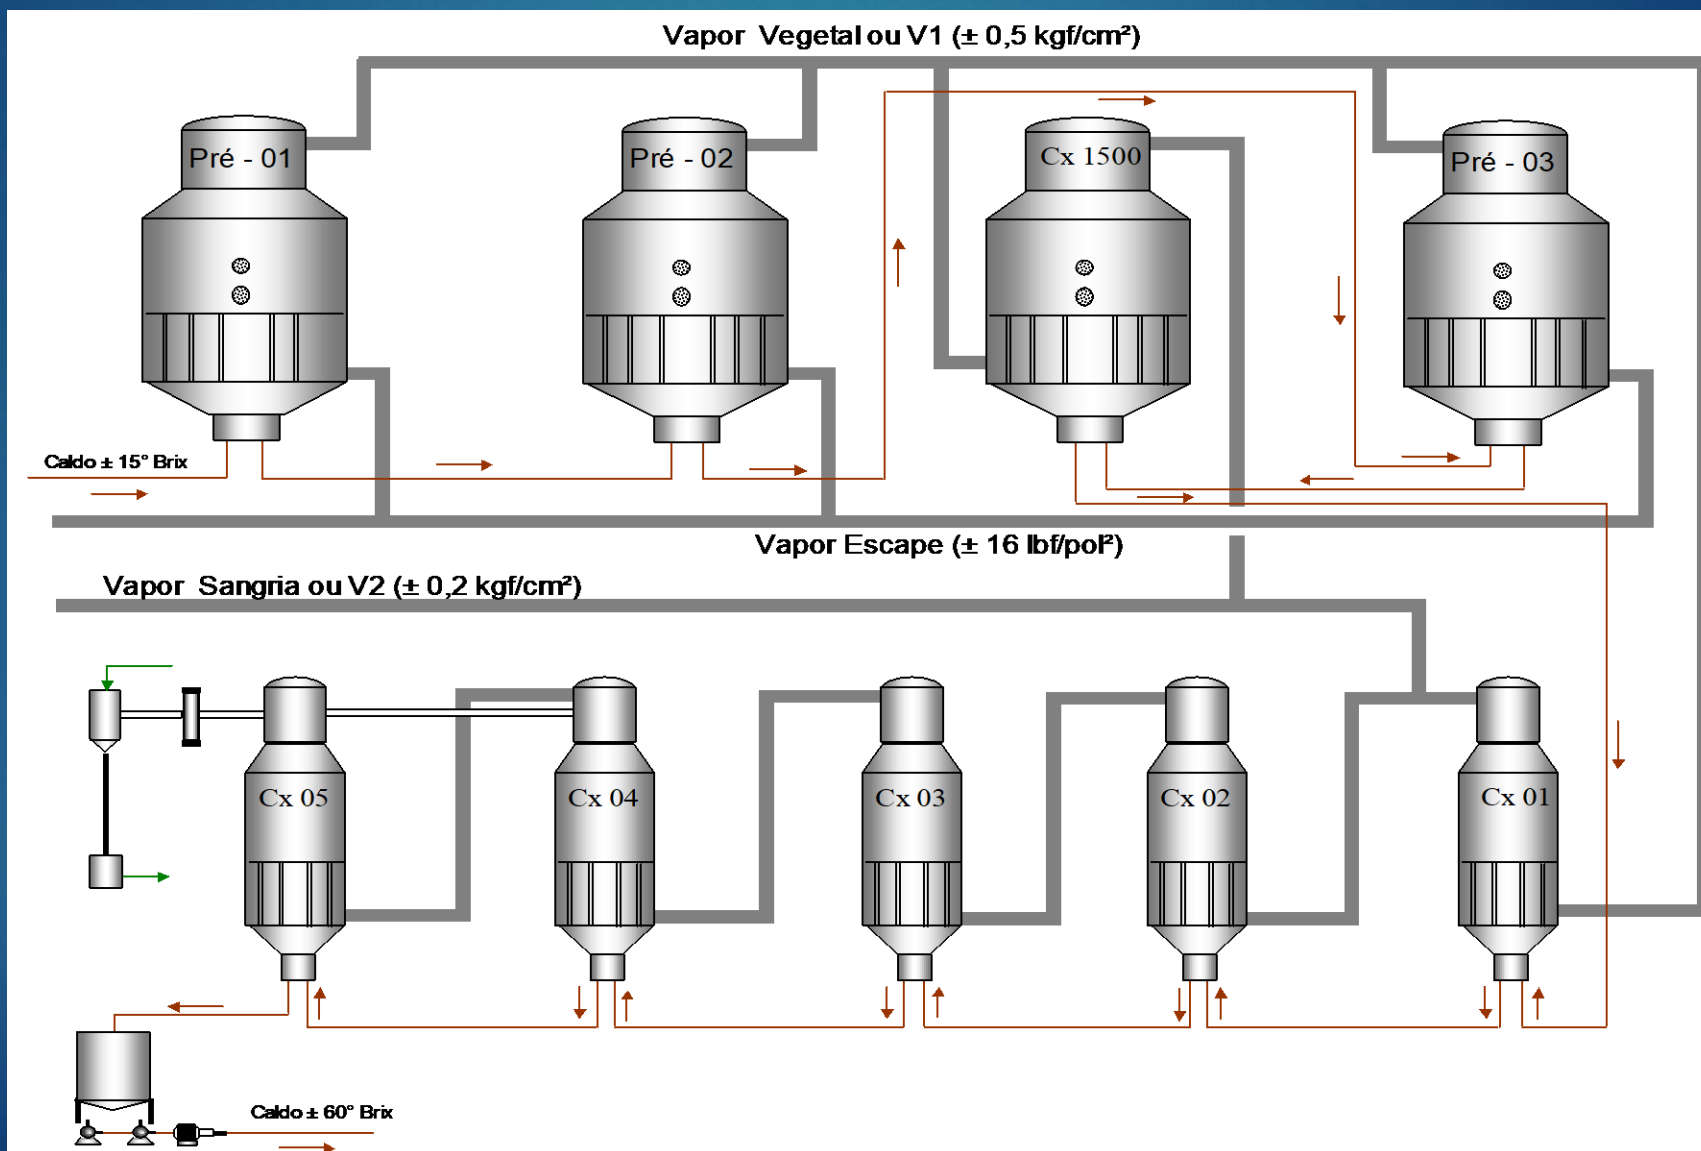 Vapor Vegetal ou V1 (± 0,5 kgf/cm²)
Pré - 01
Pré - 02
Cx 1500
Pré - 03
Caldo ± 15° Brix
Vapor Escape (± 16 lbf/pol²)
Vapor Sangria ou V2 (± 0,2 kgf/cm²)
Cx 05
Cx 04
Cx 03
Cx 02
Cx 01
Caldo ± 60° Brix